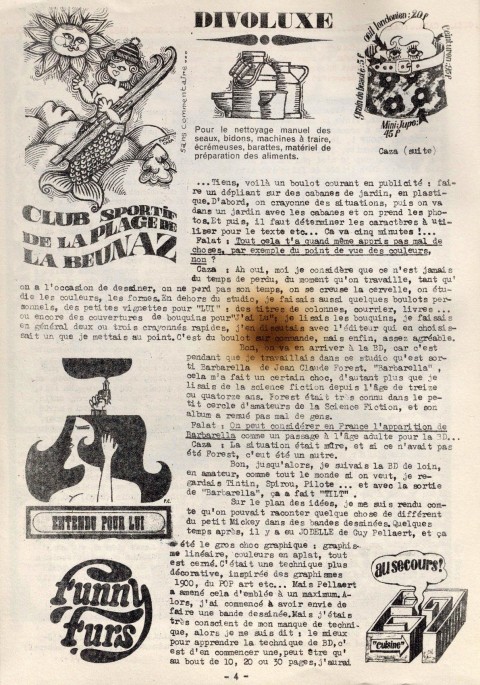 DIVOLUXE
sans commentaire...
Pour le nettoyage manuel des
seaux, bidons, machines à traire,
écrémeuses, barattes, matériel de
préparation des aliments.
oeil londonien: 20 f
grain de beauté: 5 f
Mini-Jupe:
45 f
Caza (suite)
CLUB SPORTIF
DE LA PLAGE DE
LA BEUNAZ
...Tiens, voilà un boulot courant en publicité : fai-
re un dépliant sur des cabanes de jardin, en plasti-
que. D'abord, on crayonne des situations, puis on va
dans un jardin avec les cabanes et on prend les pho-
tos. Et puis, il faut déterminer les caractères à uti-
liser pour le texte etc... Ca va cinq minutes !...
Falat : Tout cela t'a quand même appris pas mal de
choses, par exemple du point de vue des couleurs,
non ?
Caza : Ah oui, moi je considère que ce n'est jamais
du temps de perdu, du moment qu'on travaille, tant qu'
on a l'occasion de dessiner, on ne perd pas son temps, on se creuse la cervelle, on étu-
die les couleurs, les formes. En dehors du studio, je faisais aussi quelques boulots per-
sonnels, des petites vignettes pour "LUI" : des titres de colonnes, courrier, livres ...
ou encore des couvertures de bouquins pour "J'ai Lu"; je lisais les bouquins, je faisais
en général deux ou trois crayonnés rapides, j'en discutais avec l'éditeur qui en choisis-
sait un que je mettais au point. C'est du boulot sur commande, mais enfin, assez agréable.
Bon, on va en arriver à la BD, car c'est
pendant que je travaillais dans ce studio qu'est sor-
ti Barbarella de Jean Claude Forest. "Barbarella" ,
cela m'a fait un certain choc, d'autant plus que je
lisais de la science fiction depuis l'âge de treize
ou quatorze ans. Forest était très connu dans le pe-
tit cercle d'amateurs de la Science Fiction, et son
album a remué pas mal de gens.
Falat : On peut considérer en France l'apparition de
Barbarella comme un passage à l'âge adulte pour la BD...
Caza : La situation était mûre, et si ce n'avait pas
été Forest, c'eut été un autre.
Bon, jusqu'alors, je suivais la BD de loin,
en amateur, comme tout le monde si on veut, je re-
gardais Tintin, Spirou, Pilote ... et avec la sortie
de "Barbarella", ça a fait "TILT" .
Sur le plan des idées, je me suis rendu com-
te qu'on pouvait raconter quelque chose de différent
du petit Mickey dans des bandes dessinées. Quelques
temps après, il y a eu JODELLE de Guy Pellaert, et ça
a été le gros choc graphique : graphis-
me linéaire, couleurs en aplat, tout
est cerné. C'était une technique plus
décorative, inspirée des graphismes
1900, du POP art etc... Mais Pellaert
a amené cela d'emblée à un maximum. A-
lors, j'ai commencé à avoir envie de
faire une bande dessinée. Mais j'étais
très conscient de mon manque de techni-
que, alors je me suis dit : le mieux
pour apprendre la technique de BD, c'
est d'en commencer une, peut être qu'
au bout de 10, 20 ou 30 pages, j'aurai
P.C.
ENTENDU POUR LUI
funny
furs
au secours!
"cuisine"
- 4 -